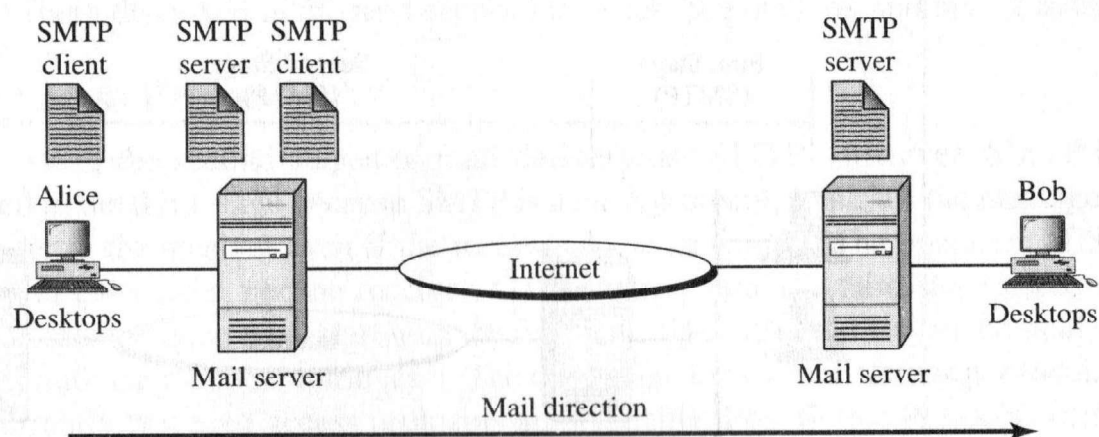 SMTP client
SMTP server
SMTP client
SMTP server
Alice
Desktops
Mail server
Internet
Mail server
Bob
Desktops
Mail direction